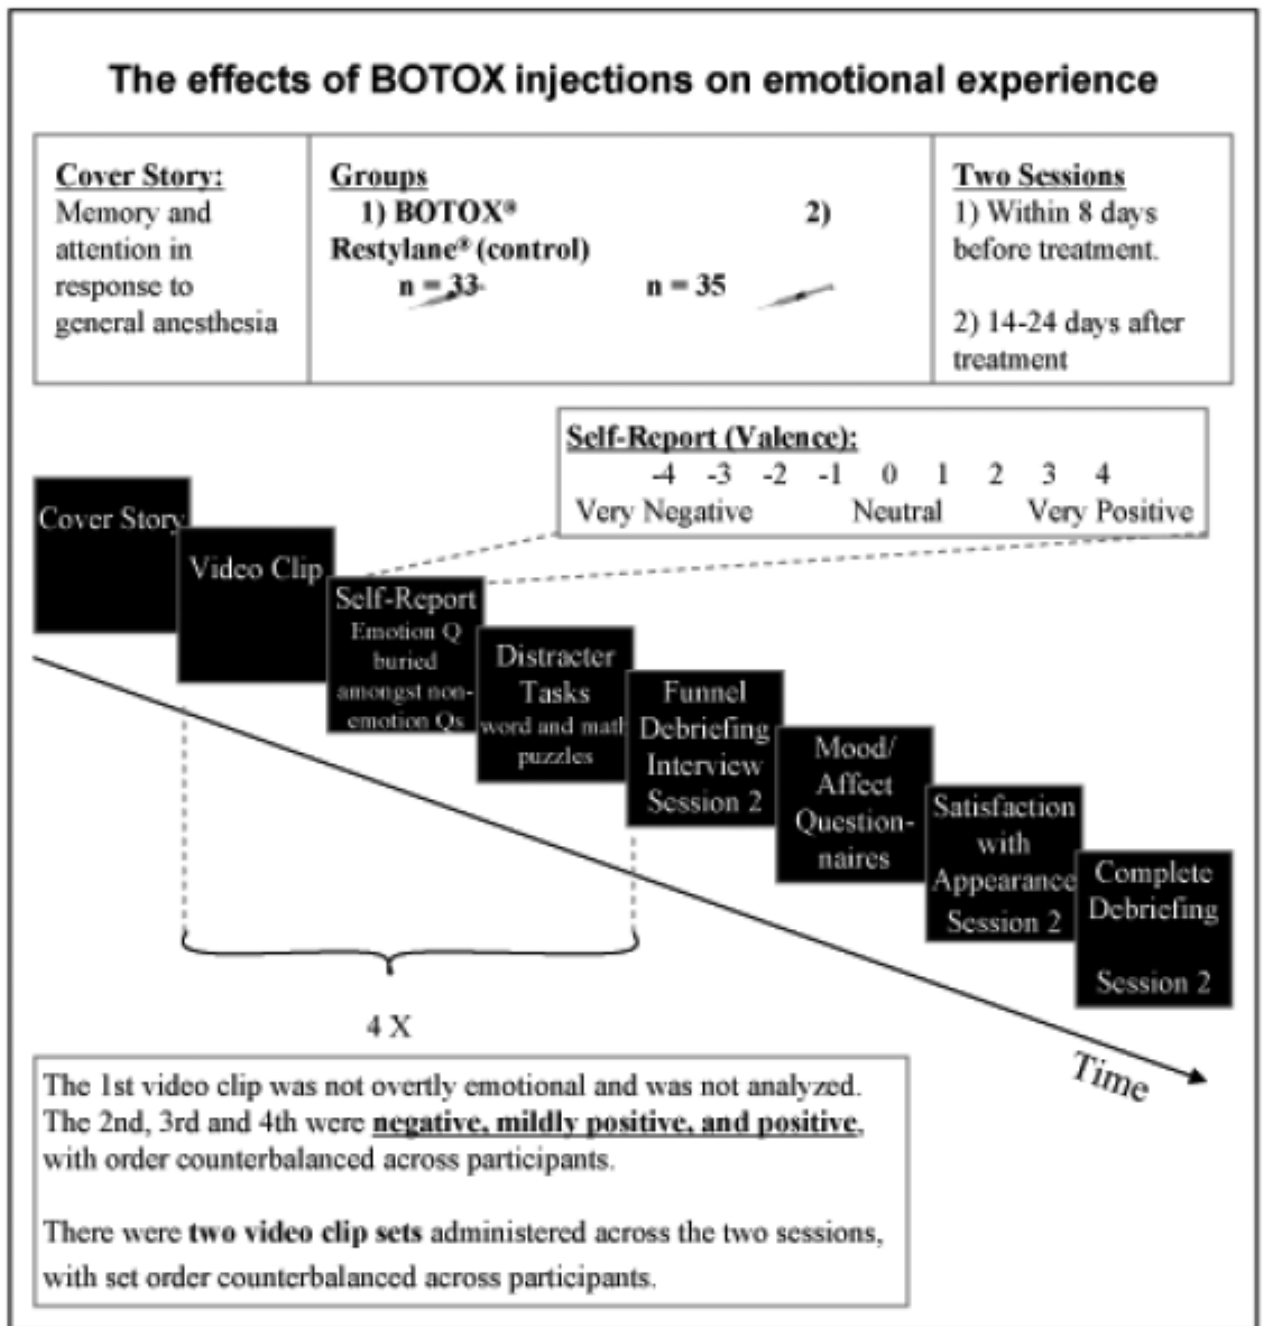 The effects of BOTOX injections on emotional experience
Cover Story:
Memory and
attention in
response to
general anesthesia
Groups
1) BOTOX® 2)
Restylane® (control)
n = 33 n = 35
Two Sessions
1) Within 8 days
before treatment.
2) 14-24 days after
treatment
Self-Report (Valence):
-4 -3 -2 -1 0 1 2 3 4
Very Negative Neutral Very Positive
Cover Story
Video Clip
Self-Report
Emotion Q
buried
amongst non-
emotion Qs
Distracter
Tasks
word and math
puzzles
Funnel
Debriefing
Interview
Session 2
Mood/
Affect
Question-
naires
Satisfaction
with
Appearance
Session 2
Complete
Debriefing
Session 2
4 X
Time
The 1st video clip was not overtly emotional and was not analyzed.
The 2nd, 3rd and 4th were negative, mildly positive, and positive,
with order counterbalanced across participants.
There were two video clip sets administered across the two sessions,
with set order counterbalanced across participants.